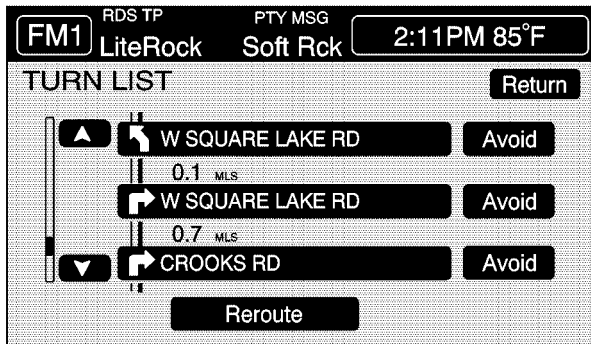 RDS TP PTY MSG
FM1 LiteRock Soft Rck 2:11PM 85°F
TURN LIST Return
W SQUARE LAKE RD Avoid
0.1 MLS
W SQUARE LAKE RD Avoid
0.7 MLS
CROOKS RD Avoid
Reroute